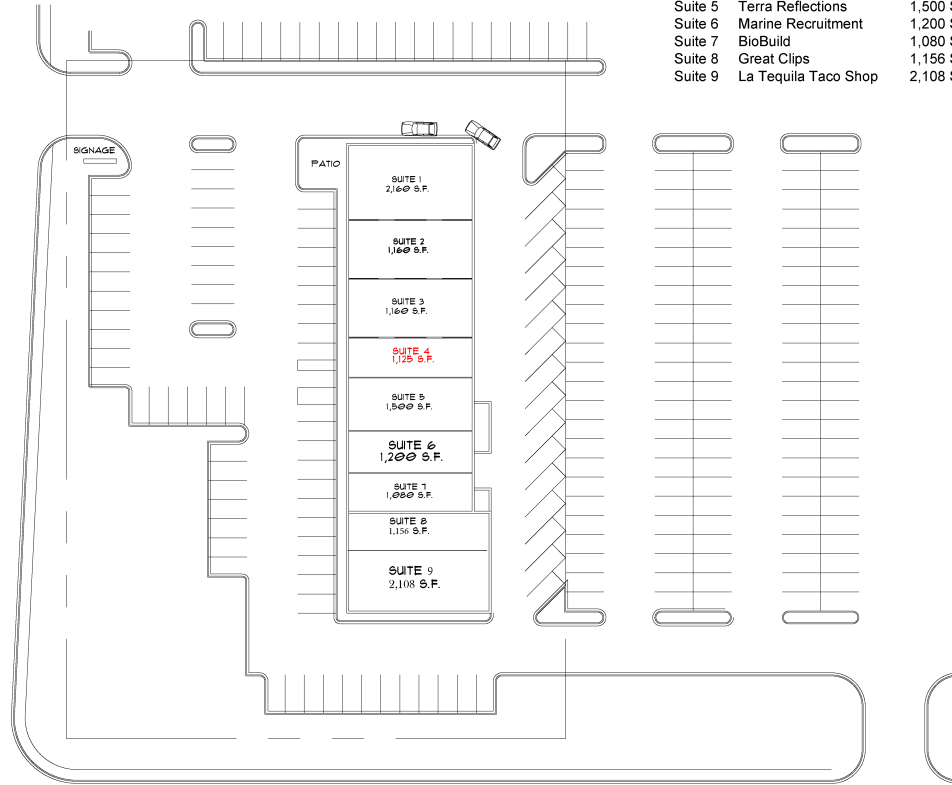 Suite 5 Terra Reflections 1,500
Suite 6 Marine Recruitment 1,200
Suite 7 BioBuild 1,080
Suite 8 Great Clips 1,156
Suite 9 La Tequila Taco Shop 2,108
SIGNAGE
PATIO
SUITE 1
2,160 S.F.
SUITE 2
1,160 S.F.
SUITE 3
1,160 S.F.
SUITE 4
1,125 S.F.
SUITE 5
1,500 S.F.
SUITE 6
1,200 S.F.
SUITE 7
1,080 S.F.
SUITE 8
1,156 S.F.
SUITE 9
2,108 S.F.